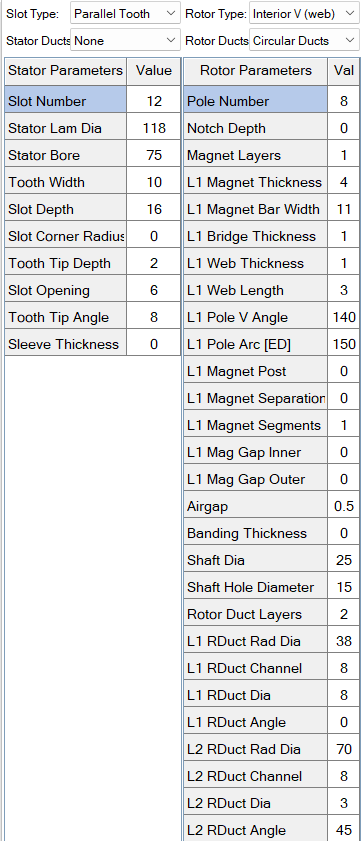 Slot Type: Parallel Tooth
Stator Ducts None
Stator Parameters Value
Slot Number 12
Stator Lam Dia 118
Stator Bore 75
Tooth Width 10
Slot Depth 16
Slot Corner Radius 0
Tooth Tip Depth 2
Slot Opening 6
Tooth Tip Angle 8
Sleeve Thickness 0
Rotor Type: Interior V (web)
Rotor Ducts Circular Ducts
Rotor Parameters Val
Pole Number 8
Notch Depth 0
Magnet Layers 1
L1 Magnet Thickness 4
L1 Magnet Bar Width 11
L1 Bridge Thickness 1
L1 Web Thickness 1
L1 Web Length 3
L1 Pole V Angle 140
L1 Pole Arc [ED] 150
L1 Magnet Post 0
L1 Magnet Separation 0
L1 Magnet Segments 1
L1 Mag Gap Inner 0
L1 Mag Gap Outer 0
Airgap 0.5
Banding Thickness 0
Shaft Dia 25
Shaft Hole Diameter 15
Rotor Duct Layers 2
L1 RDuct Rad Dia 38
L1 RDuct Channel 8
L1 RDuct Dia 8
L1 RDuct Angle 0
L2 RDuct Rad Dia 70
L2 RDuct Channel 8
L2 RDuct Dia 3
L2 RDuct Angle 45